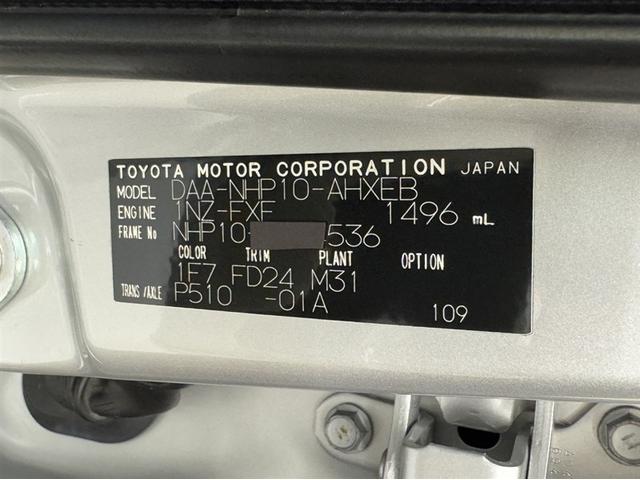 TOYOTA MOTOR CORPORATION JAPAN
MODEL DAA-NHP10-AHXEB
ENGINE 1NZ-FXE 1496 mL
FRAME No NHP10- 536
COLOR TRIM PLANT OPTION
1F7 FD24 M31
TRANS/AXLE P510 -01A
109